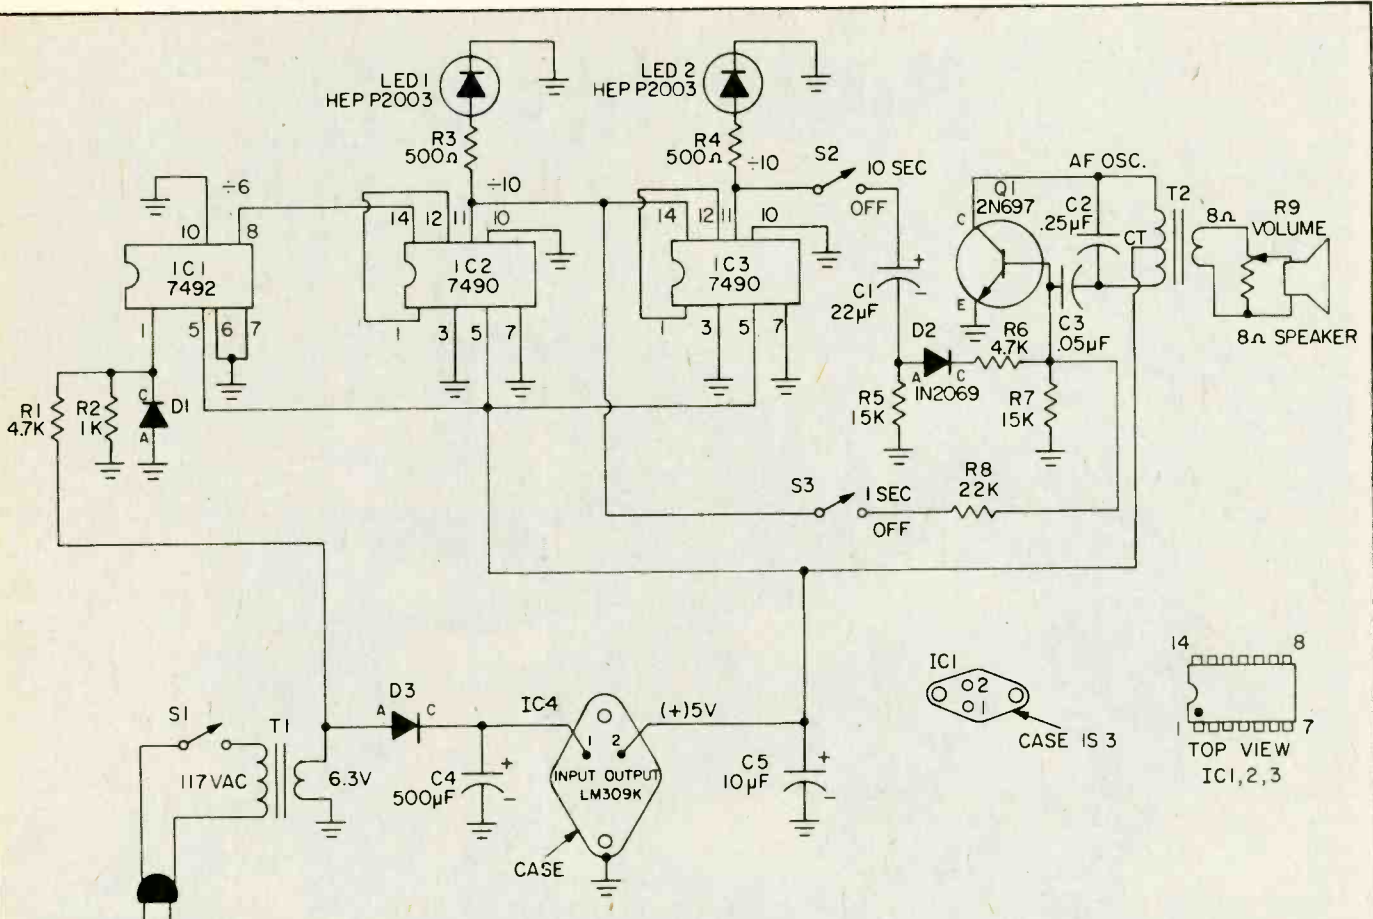 LED 1
HEP P2003
R3
500Ω
÷10
LED 2
HEP P2003
R4
500Ω
÷10
S2
10 SEC
OFF
AF OSC.
Q1
2N697
C
E
C2
.25µF
CT
T2
8Ω
R9
VOLUME
8Ω SPEAKER
÷6
10
8
IC1
7492
1
5
6
7
14
12
11
10
IC2
7490
1
3
5
7
14
12
11
10
IC3
7490
1
3
5
7
+
-
C1
22µF
D2
A
C
1N2069
R6
4.7K
C3
.05µF
R5
15K
R7
15K
R1
4.7K
R2
1K
C
A
D1
S3
1 SEC
OFF
R8
22K
S1
117VAC
T1
6.3V
D3
A
C
C4
500µF
+
-
IC4
1
2
INPUT OUTPUT
LM309K
CASE
(+)5V
C5
10µF
+
-
IC1
2
1
CASE IS 3
14
8
1
7
TOP VIEW
IC1,2,3